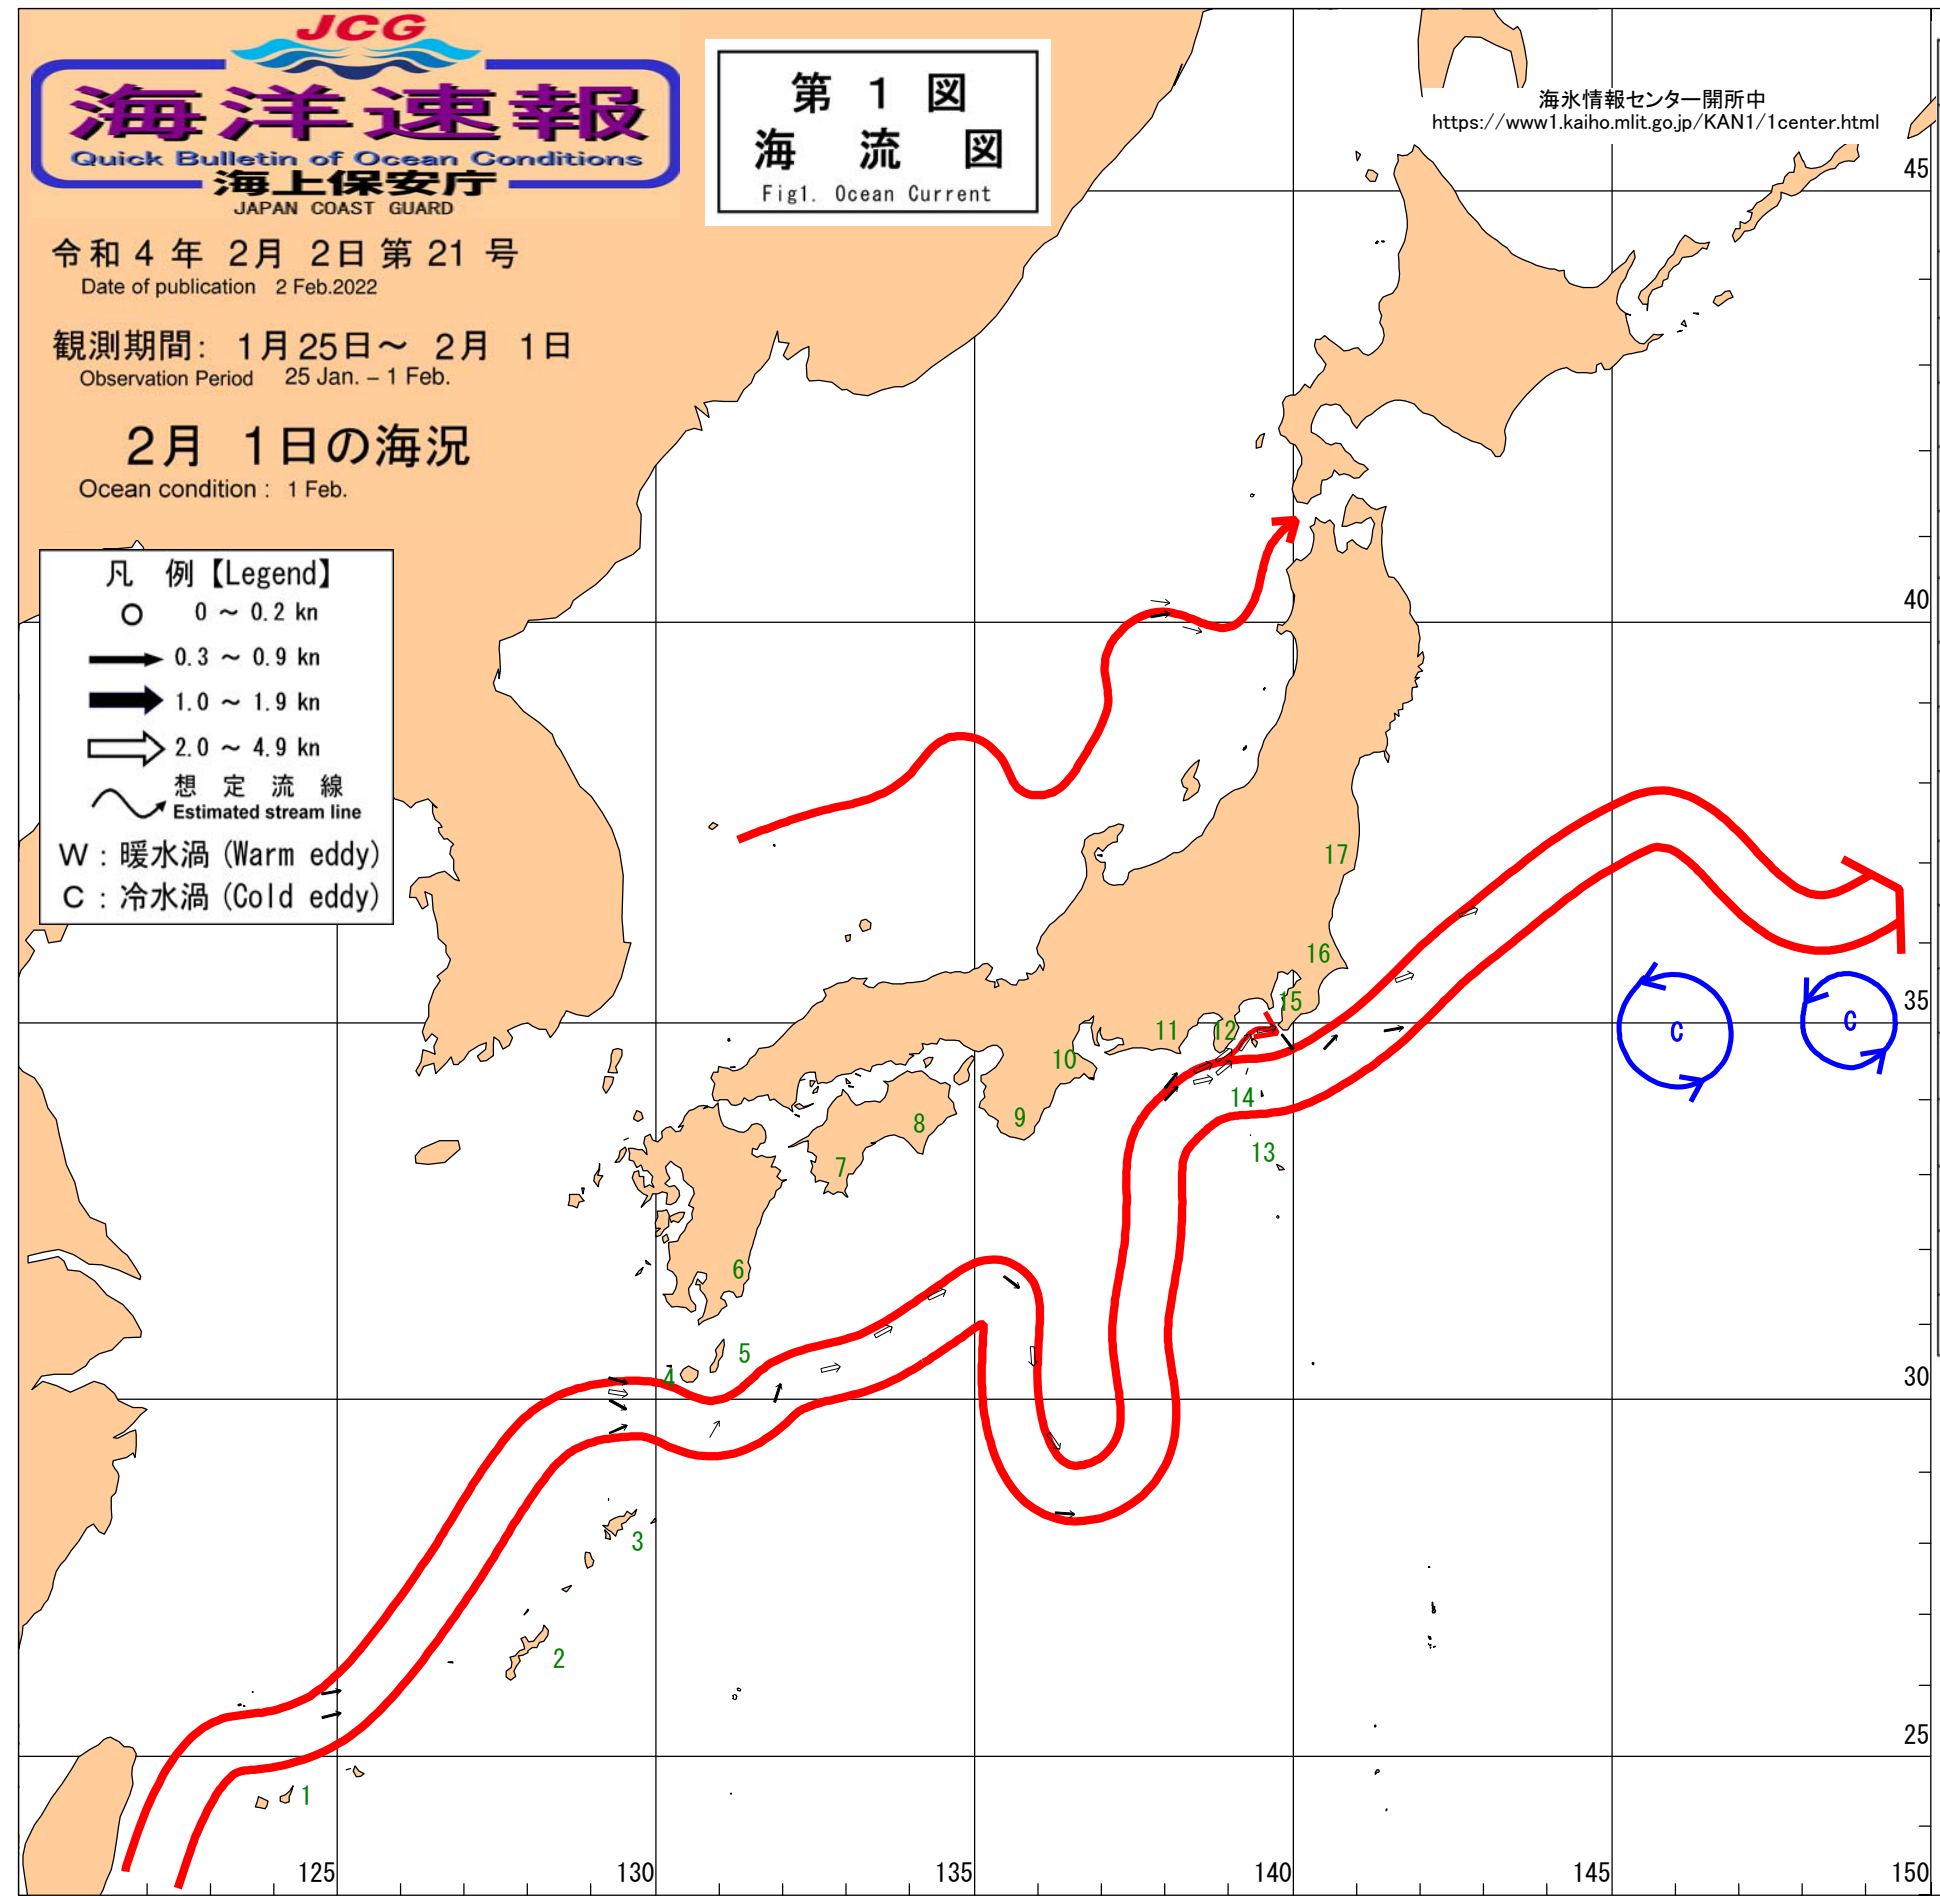 JCG
海洋速報
Quick Bulletin of Ocean Conditions
海上保安庁
JAPAN COAST GUARD
第 1 図
海 流 図
Fig1. Ocean Current
海氷情報センター開所中
https://www1.kaiho.mlit.go.jp/KAN1/1center.html
令和 4 年 2月 2日 第 21 号
Date of publication 2 Feb.2022
観測期間: 1月 25日～ 2月 1日
Observation Period 25 Jan. – 1 Feb.
2月 1日の海況
Ocean condition : 1 Feb.
凡 例【Legend】
0 ～ 0.2 kn
0.3 ～ 0.9 kn
1.0 ～ 1.9 kn
2.0 ～ 4.9 kn
想 定 流 線
Estimated stream line
W : 暖水渦 (Warm eddy)
C : 冷水渦 (Cold eddy)
45
40
17
16
35
15
12
11
10
C
C
14
9
8
13
7
6
5
4
30
3
2
25
1
125
130
135
140
145
150